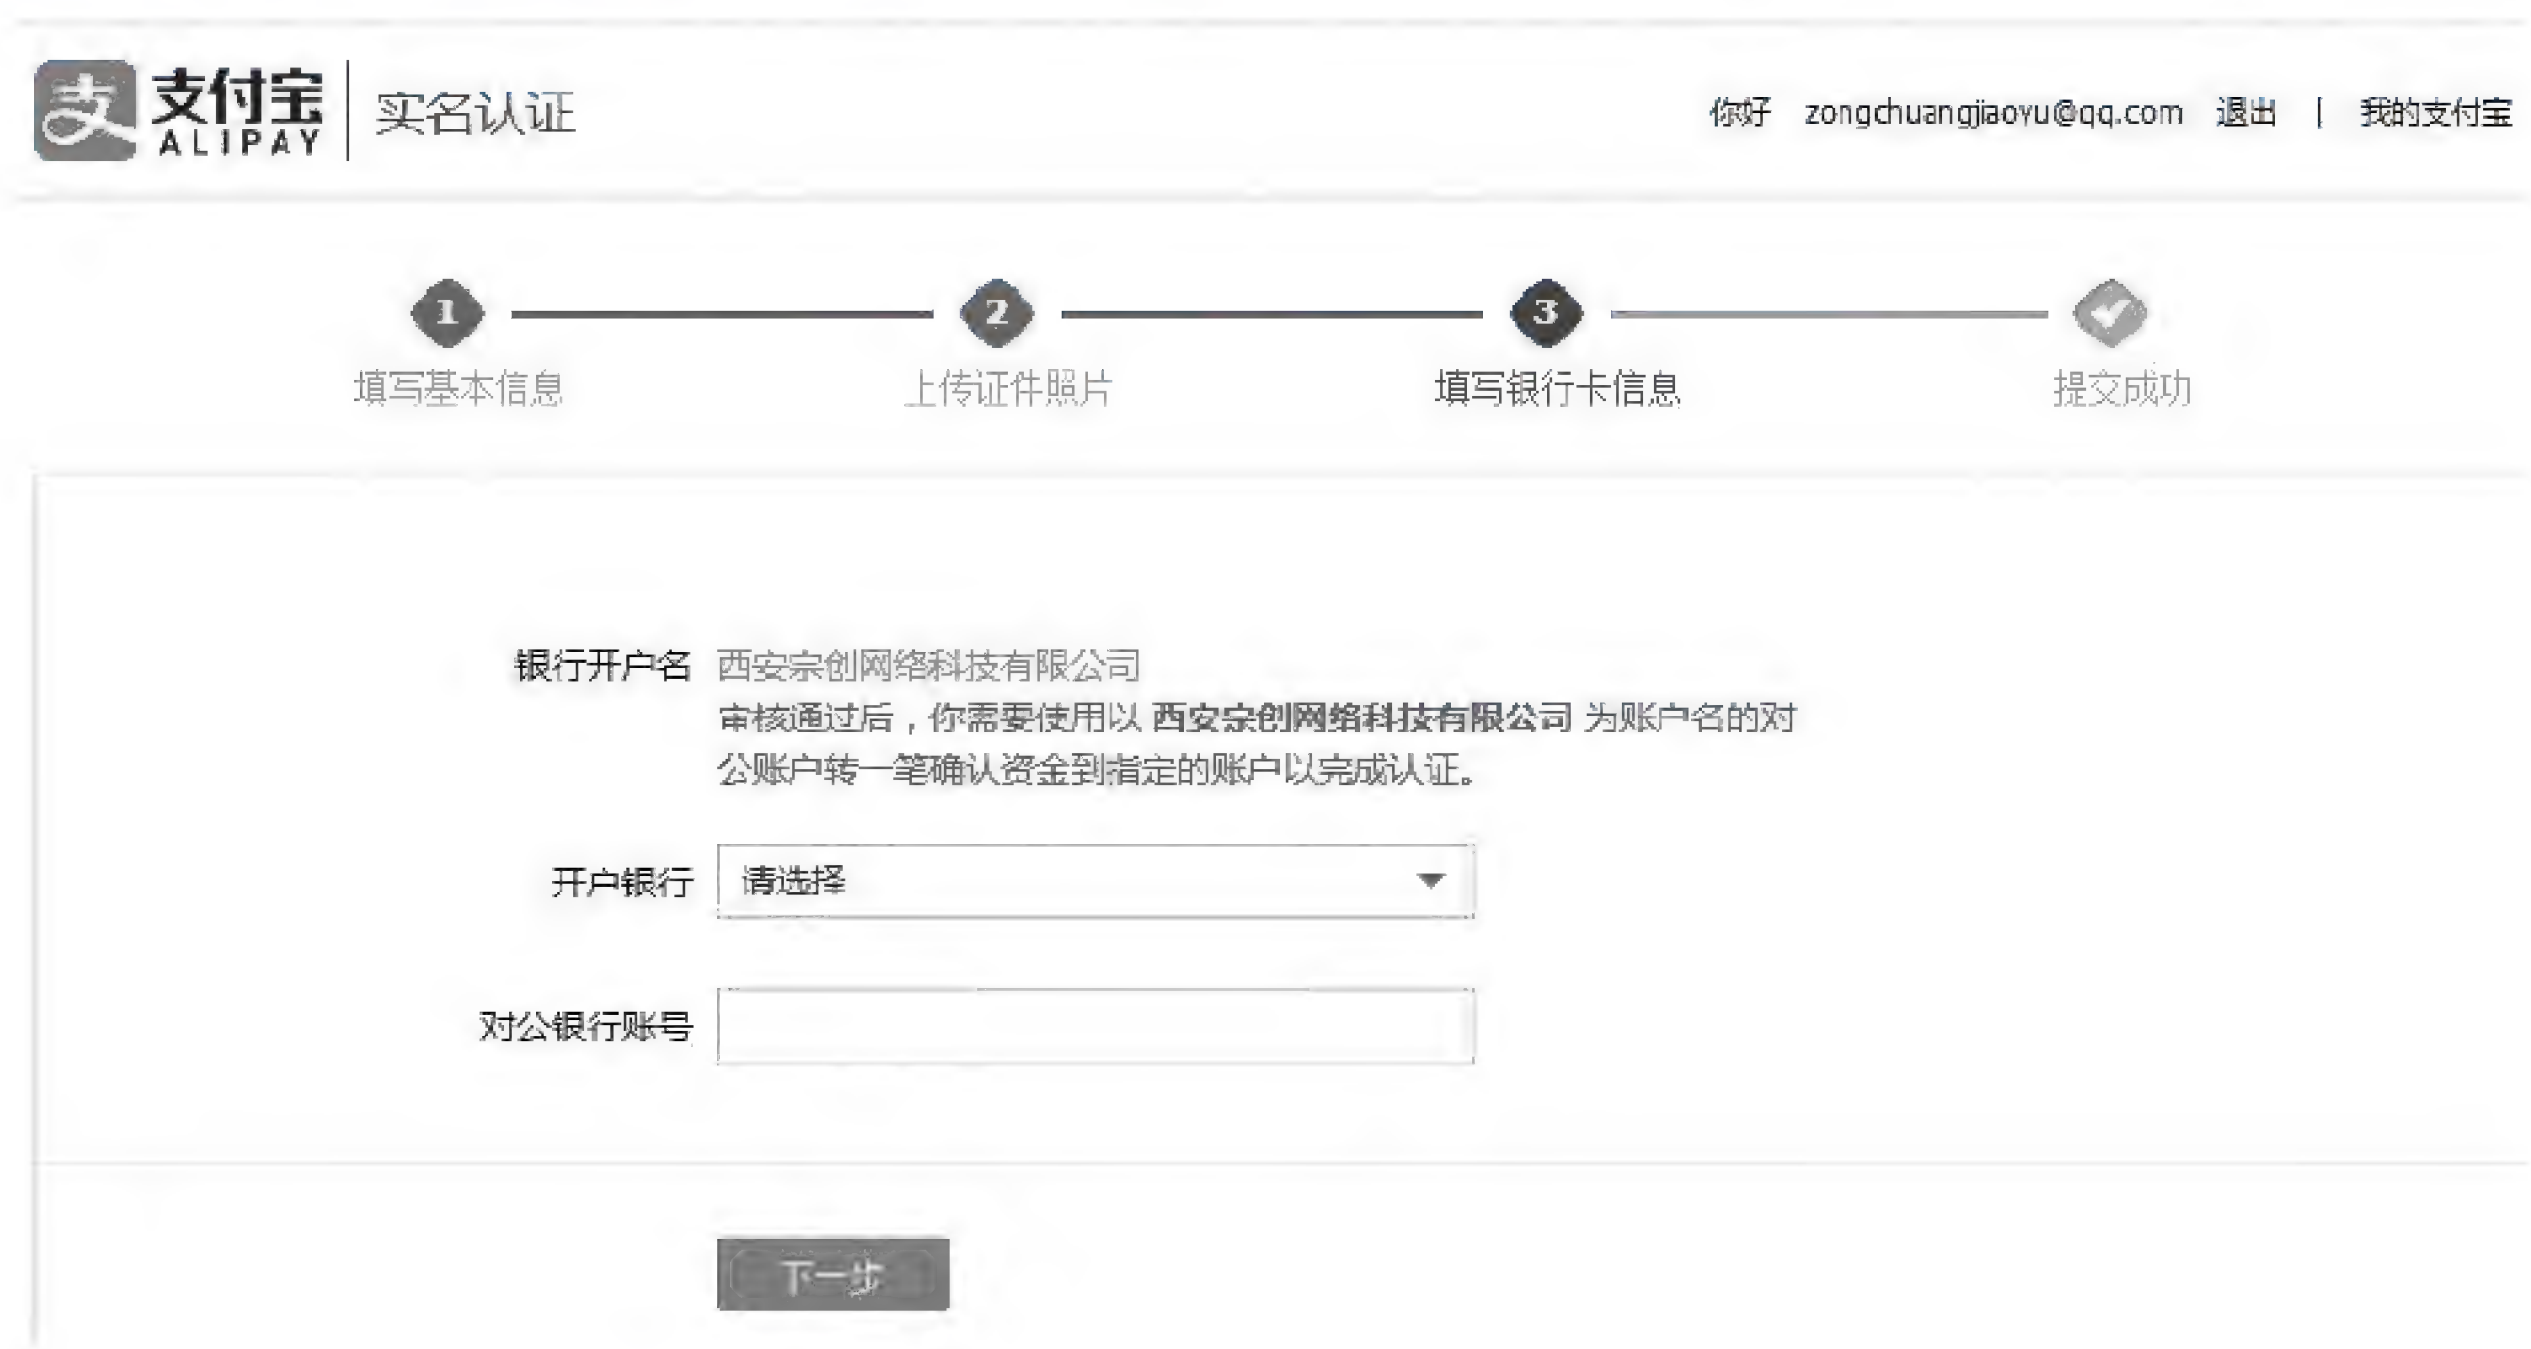 支付宝 ALIPAY 实名认证 你好 zongchuangjiaoyu@qq.com 退出 | 我的支付宝
1 2 3
填写基本信息 上传证件照片 填写银行卡信息 提交成功
银行开户名 西安宗创网络科技有限公司
审核通过后，你需要使用以 西安宗创网络科技有限公司 为账户名的对
公账户转一笔确认资金到指定的账户以完成认证。
开户银行 请选择
对公银行账号
下一步